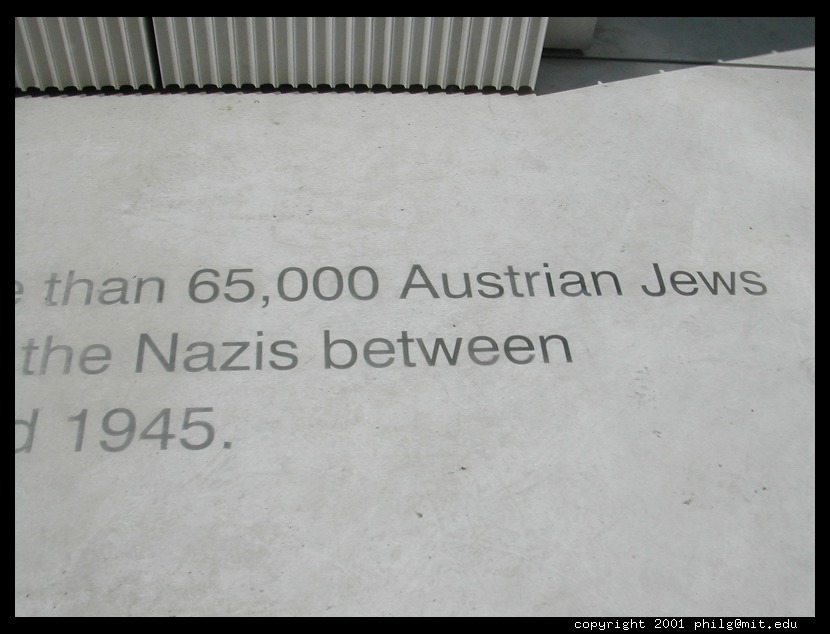 than 65,000 Austrian Jews
the Nazis between
1945.
copyright 2001 philg@mit.edu